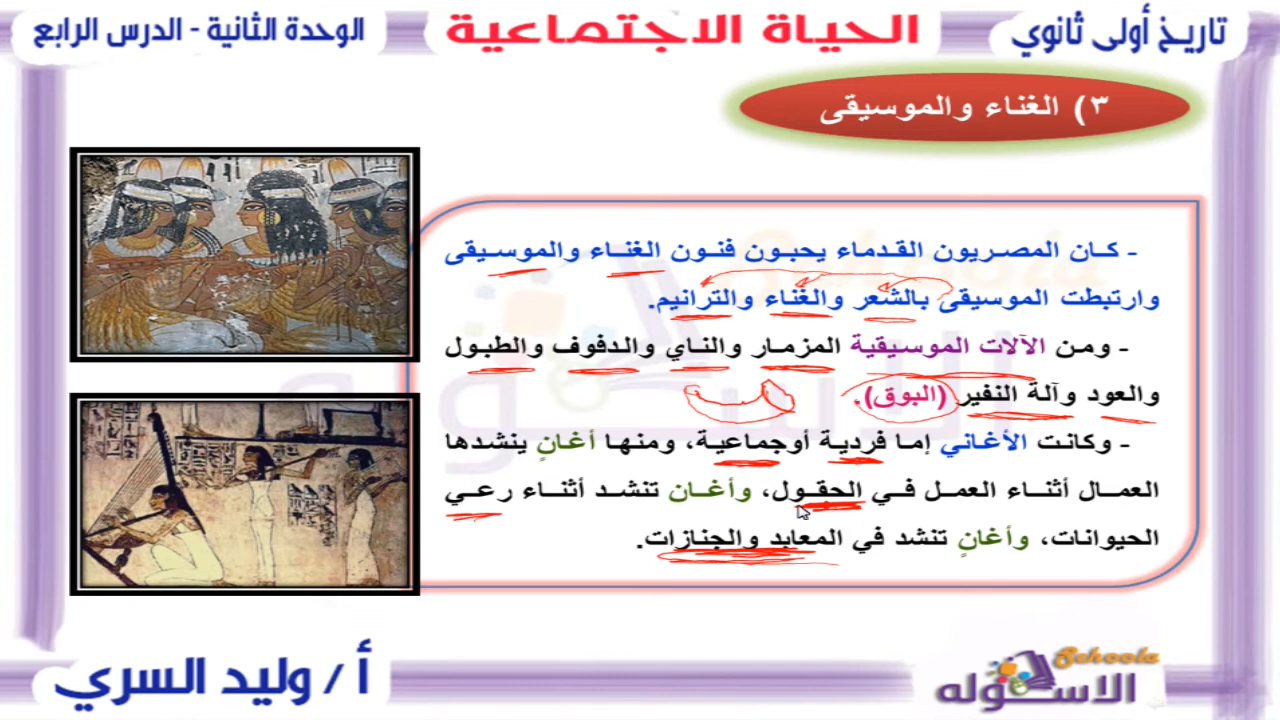 تاريخ أولى ثانوي
الحياة الاجتماعية
الوحدة الثانية - الدرس الرابع
٣) الغناء والموسيقى
- كان المصريون القدماء يحبون فنون الغناء والموسيقى
وارتبطت الموسيقى بالشعر والغناء والترانيم.
- ومن الآلات الموسيقية المزمار والناي والدفوف والطبول
والعود وآلة النفير (البوق).
- وكانت الأغاني إما فردية أوجماعية، ومنها أغانٍ ينشدها
العمال أثناء العمل في الحقول، وأغان تنشد أثناء رعي
الحيوانات، وأغانٍ تنشد في المعابد والجنازات.
أ / وليد السري
Schoola
الاسكوله